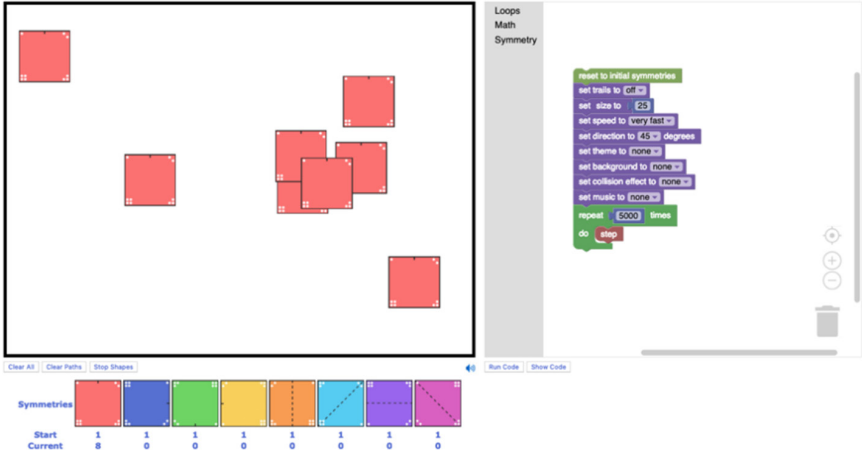 Loops
Math
Symmetry
reset to initial symmetries
set trails to off
set size to 25
set speed to very fast
set direction to 45 degrees
set theme to none
set background to none
set collision effect to none
set music to none
repeat 5000 times
do step
Clear All Clear Paths Stop Shapes
Run Code Show Code
Symmetries
Start 1 1 1 1 1 1 1 1
Current 8 0 0 0 0 0 0 0